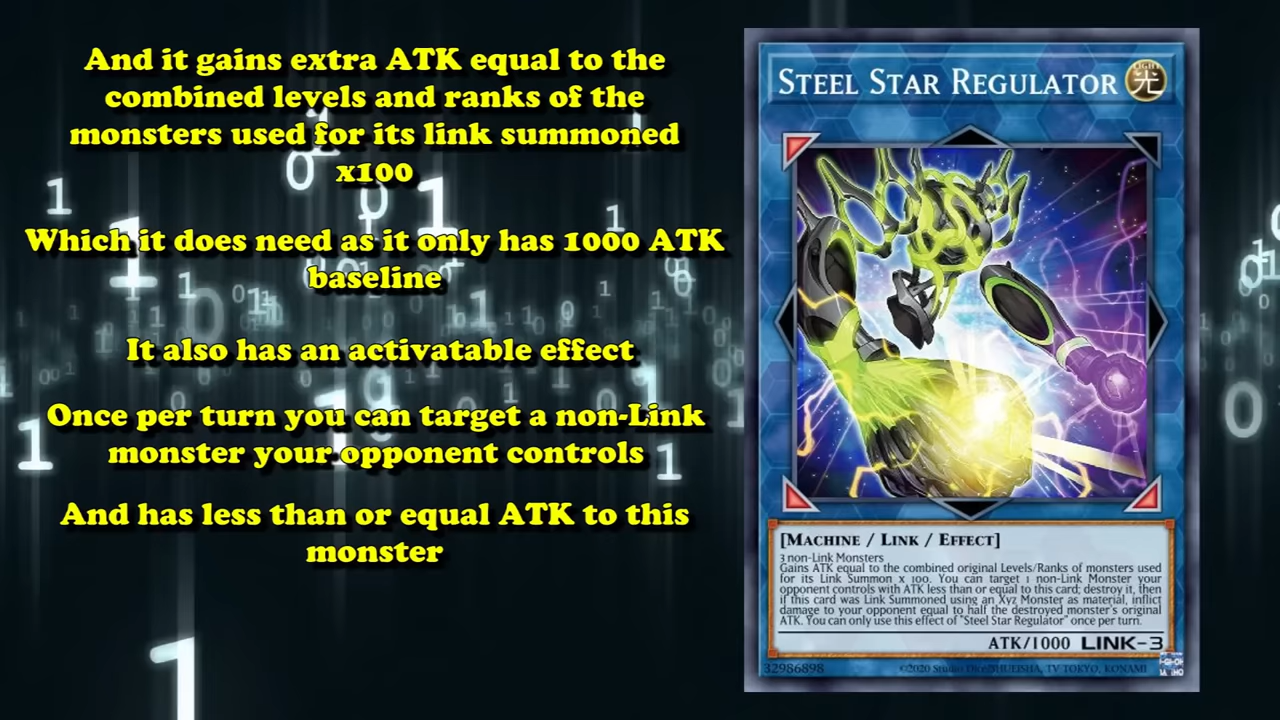 And it gains extra ATK equal to the
combined levels and ranks of the
monsters used for its link summoned
x100
Which it does need as it only has 1000 ATK
baseline
It also has an activatable effect
Once per turn you can target a non-Link
monster your opponent controls
And has less than or equal ATK to this
monster
STEEL STAR REGULATOR
LIGHT
光
[MACHINE / LINK / EFFECT]
3 non-Link Monsters
Gains ATK equal to the combined original Levels/Ranks of monsters used
for its Link Summon x 100. You can target 1 non-Link Monster your
opponent controls with ATK less than or equal to this card; destroy it, then
if this card was Link Summoned using an Xyz Monster as material, inflict
damage to your opponent equal to half the destroyed monster's original
ATK. You can only use this effect of "Steel Star Regulator" once per turn.
ATK/1000 LINK-3
32986898 ©2020 Studio Dice/SHUEISHA, TV TOKYO, KONAMI